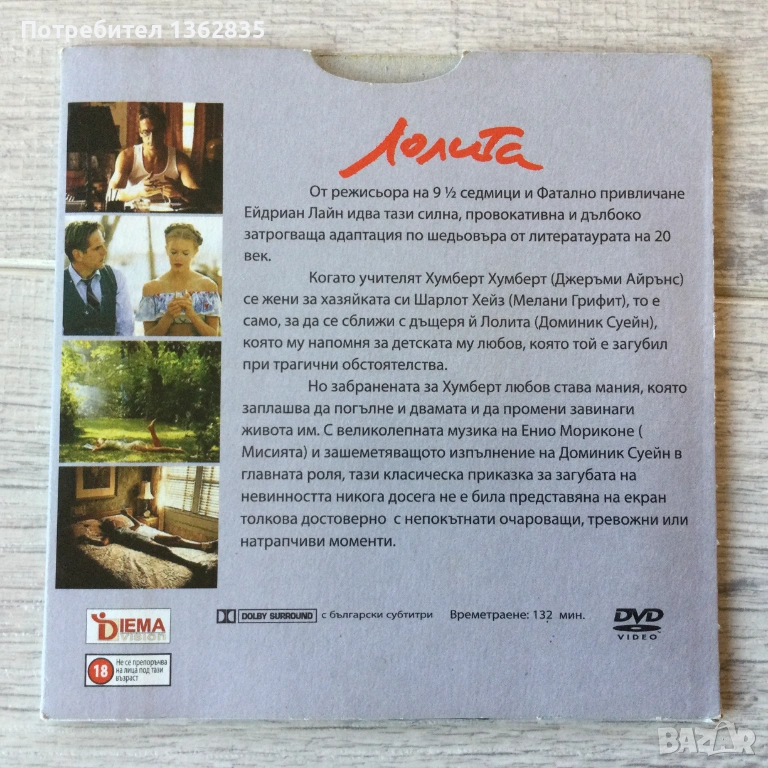 Потребител 1362835
Лолита
От режисьора на 9 ½ седмици и Фатално привличане
Ейдриан Лайн идва тази силна, провокативна и дълбоко
затрогваща адаптация по шедьовъра от литератаурата на 20
век.
Когато учителят Хумберт Хумберт (Джеръми Айрънс)
се жени за хазяйката си Шарлот Хейз (Мелани Грифит), то е
само, за да се сближи с дъщеря й Лолита (Доминик Суейн),
която му напомня за детската му любов, която той е загубил
при трагични обстоятелства.
Но забранената за Хумберт любов става мания, която
заплашва да погълне и двамата и да промени завинаги
живота им. С великолепната музика на Енио Мориконе (
Мисията) и зашеметяващото изпълнение на Доминик Суейн в
главната роля, тази класическа приказка за загубата на
невинността никога досега не е била представяна на екран
толкова достоверно с непокътнати очароващи, тревожни или
натрапчиви моменти.
DIEMA
vision
DOLBY SURROUND с български субтитри Времетраене: 132 мин. DVD
VIDEO
18 Не се препоръчва
на лица под тази
възраст
BAZAR